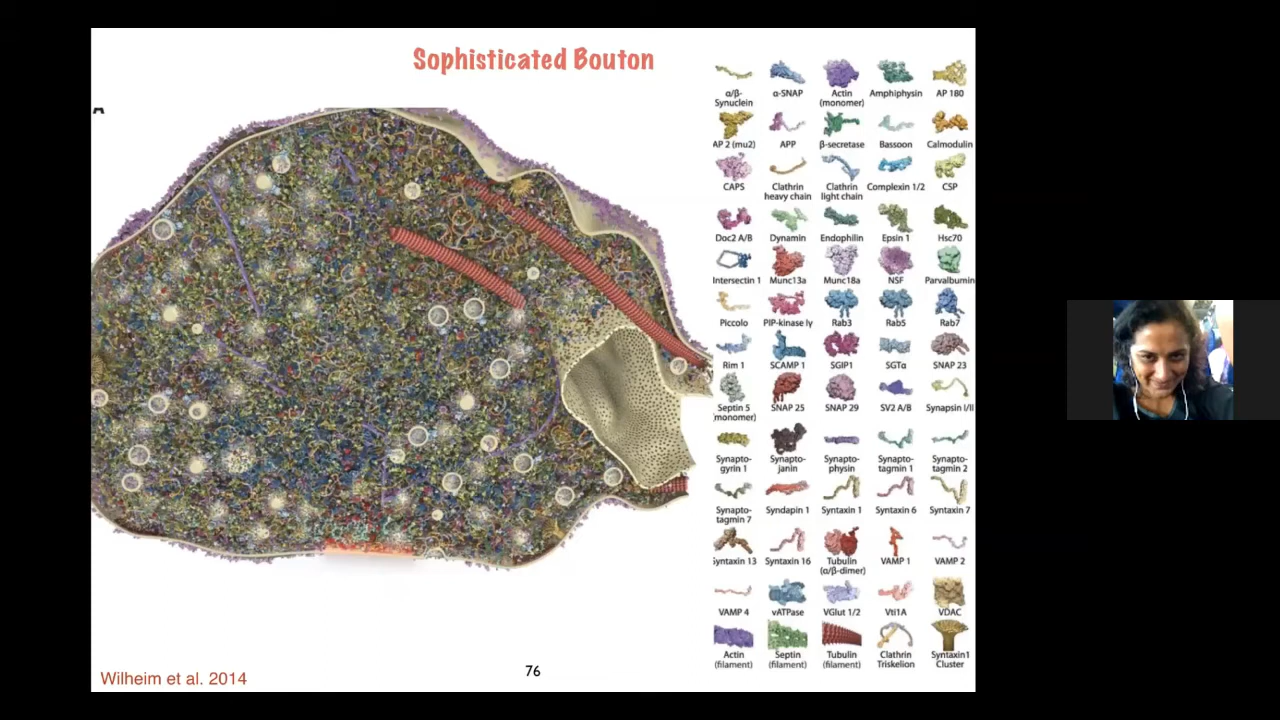 Sophisticated Bouton
A
α/β-
Synuclein
α-SNAP
Actin
(monomer)
Amphiphysin
AP 180
AP 2 (mu2)
APP
β-secretase
Bassoon
Calmodulin
CAPS
Clathrin
heavy chain
Clathrin
light chain
Complexin 1/2
CSP
Doc2 A/B
Dynamin
Endophilin
Epsin 1
Hsc70
Intersectin 1
Munc13a
Munc18a
NSF
Parvalbumin
Piccolo
PIP-kinase Iγ
Rab3
Rab5
Rab7
Rim 1
SCAMP 1
SGIP1
SGTα
SNAP 23
Septin 5
(monomer)
SNAP 25
SNAP 29
SV2 A/B
Synapsin I/II
Synapto-
gyrin 1
Synapto-
janin
Synapto-
physin
Synapto-
tagmin 1
Synapto-
tagmin 2
Synapto-
tagmin 7
Syndapin 1
Syntaxin 1
Syntaxin 6
Syntaxin 7
Syntaxin 13
Syntaxin 16
Tubulin
(α/β-dimer)
VAMP 1
VAMP 2
VAMP 4
vATPase
VGlut 1/2
Vti1A
VDAC
Actin
(filament)
Septin
(filament)
Tubulin
(filament)
Clathrin
Triskelion
Syntaxin1
Cluster
Wilheim et al. 2014
76